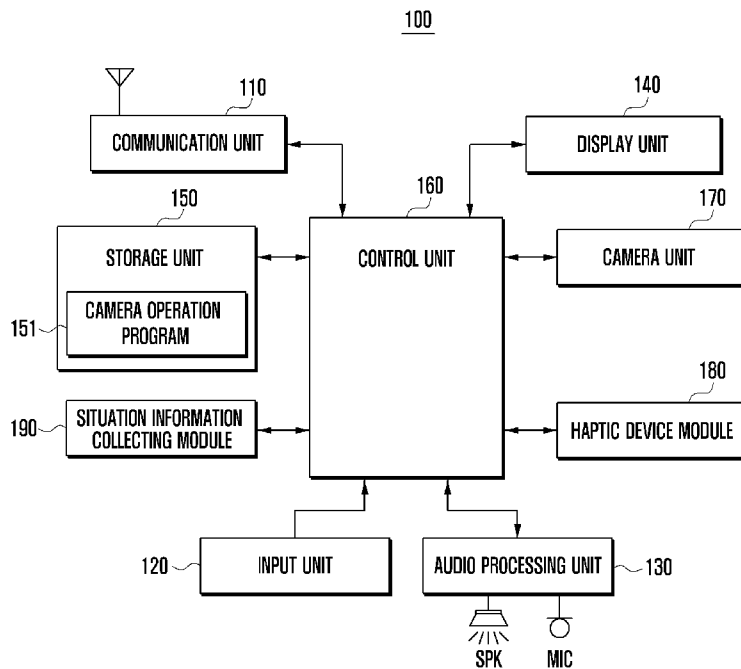 100
110
COMMUNICATION UNIT
140
DISPLAY UNIT
150
STORAGE UNIT
151
CAMERA OPERATION
PROGRAM
160
CONTROL UNIT
170
CAMERA UNIT
190
SITUATION INFORMATION
COLLECTING MODULE
180
HAPTIC DEVICE MODULE
120
INPUT UNIT
AUDIO PROCESSING UNIT
130
SPK
MIC